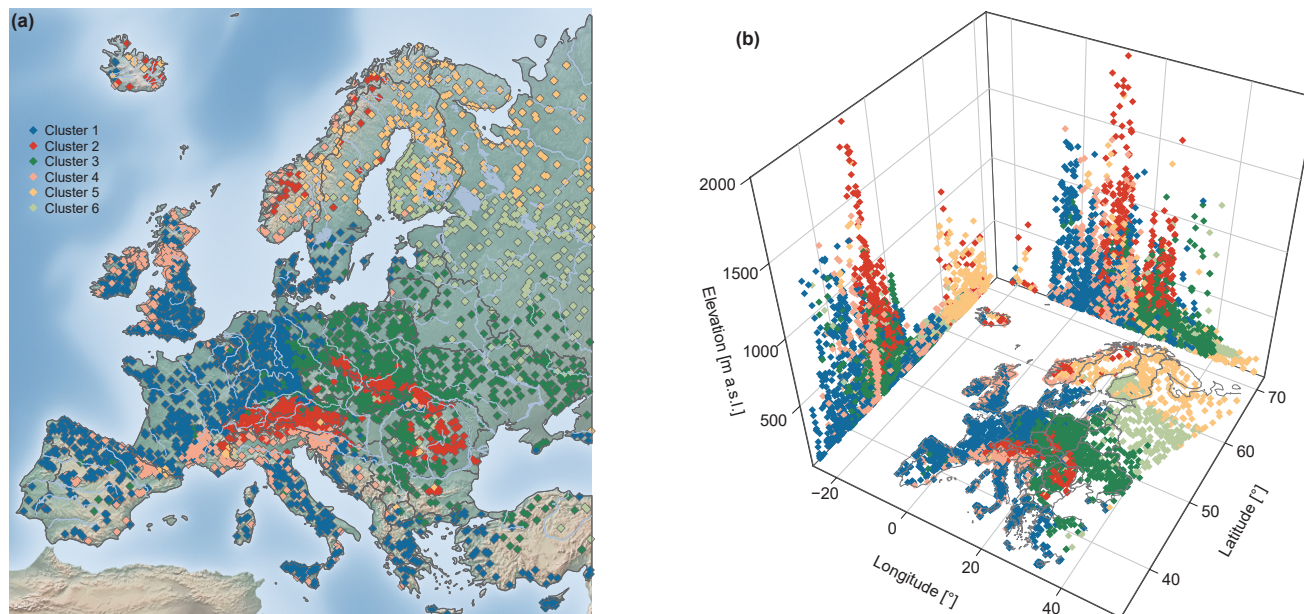 (a)
Cluster 1
Cluster 2
Cluster 3
Cluster 4
Cluster 5
Cluster 6
(b)
2000
1500
1000
500
Elevation [m a.s.l.]
−20
0
20
40
Longitude [°]
70
60
50
40
Latitude [°]